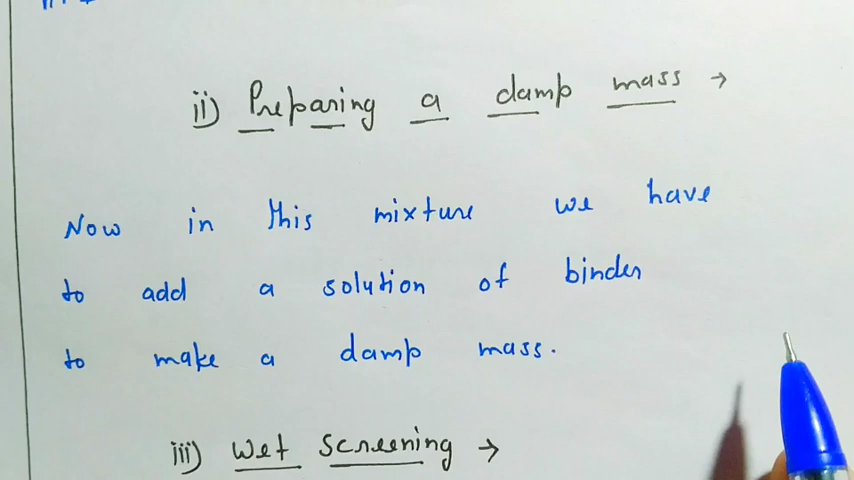 ii) Preparing a damp mass →
Now in this mixture we have
to add a solution of binder
to make a damp mass.
iii) Wet screening →